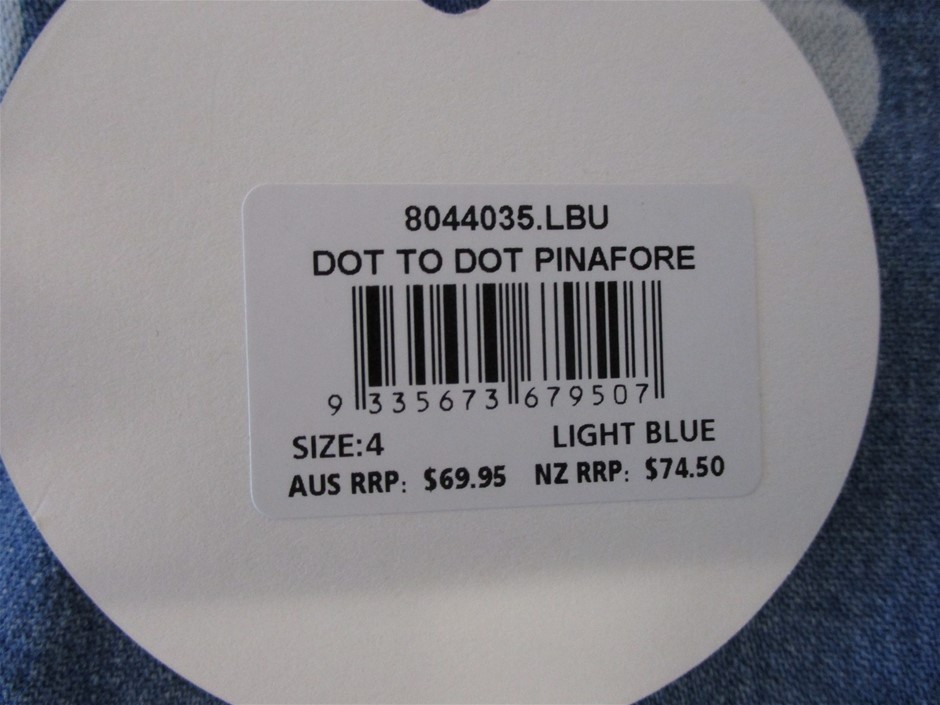 8044035.LBU
DOT TO DOT PINAFORE
9 335673 679507
SIZE:4 LIGHT BLUE
AUS RRP: $69.95 NZ RRP: $74.50